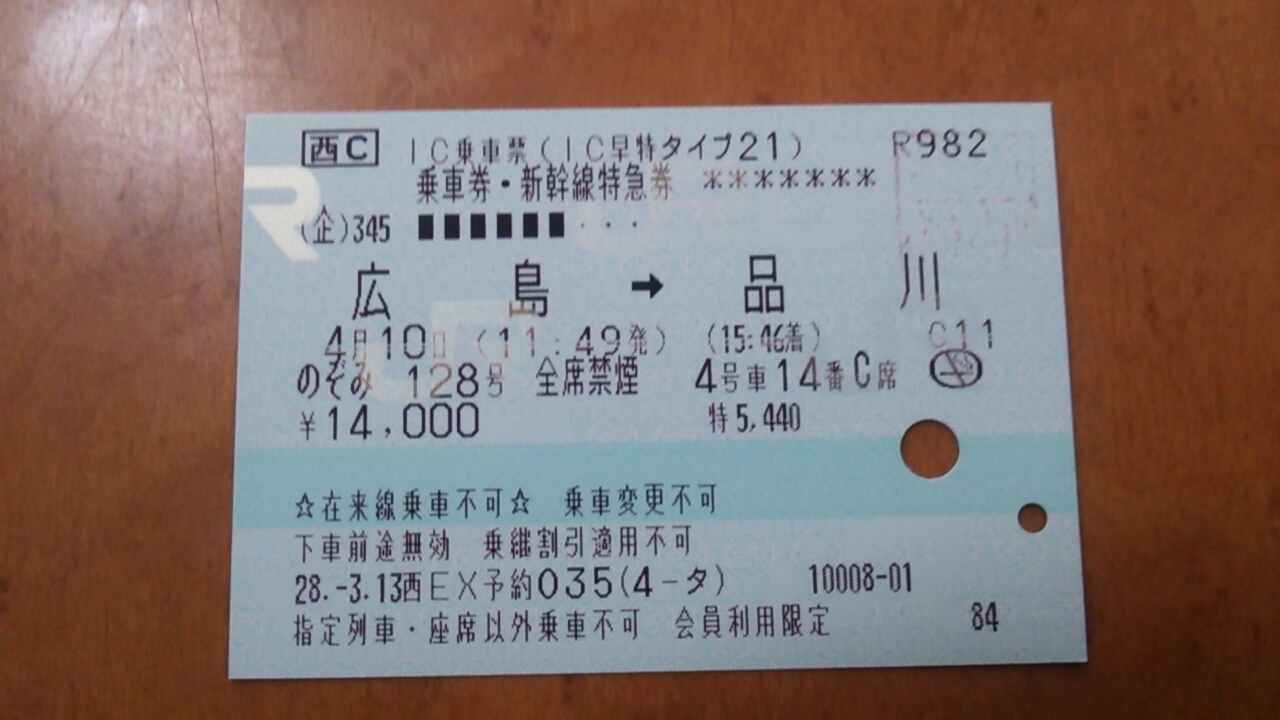 西C IC乗車票(IC早特タイプ21) R982
乗車券・新幹線特急券 *******
(企)345 ■■■■■■・・・
広島 → 品川
4月10日 (11:49発) (15:46着) C11
のぞみ 128号 全席禁煙 4号車14番C席
¥14,000 特5,440
☆在来線乗車不可☆ 乗車変更不可
下車前途無効 乗継割引適用不可
28.-3.13西EX予約035(4-タ) 10008-01
指定列車・座席以外乗車不可 会員利用限定 84